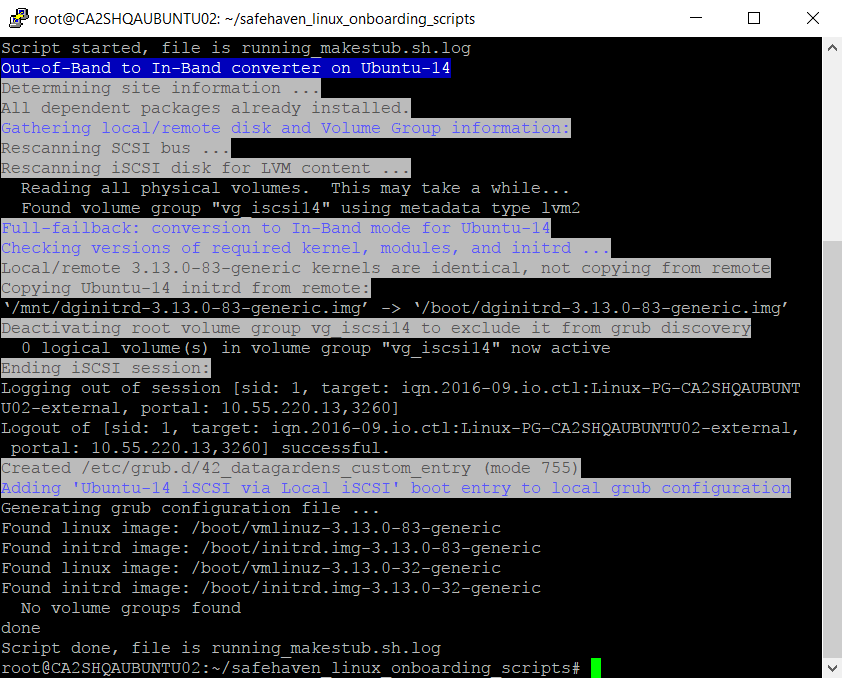 root@CA2SHQAUBUNTU02: ~/safehaven_linux_onboarding_scripts
Script started, file is running_makestub.sh.log
Out-of-Band to In-Band converter on Ubuntu-14
Determining site information ...
All dependent packages already installed.
Gathering local/remote disk and Volume Group information:
Rescanning SCSI bus ...
Rescanning iSCSI disk for LVM content ...
  Reading all physical volumes.  This may take a while...
  Found volume group "vg_iscsi14" using metadata type lvm2
Full-failback: conversion to In-Band mode for Ubuntu-14
Checking versions of required kernel, modules, and initrd ...
Local/remote 3.13.0-83-generic kernels are identical, not copying from remote
Copying Ubuntu-14 initrd from remote:
‘/mnt/dginitrd-3.13.0-83-generic.img’ -> ‘/boot/dginitrd-3.13.0-83-generic.img’
Deactivating root volume group vg_iscsi14 to exclude it from grub discovery
  0 logical volume(s) in volume group "vg_iscsi14" now active
Ending iSCSI session:
Logging out of session [sid: 1, target: iqn.2016-09.io.ctl:Linux-PG-CA2SHQAUBUNT
U02-external, portal: 10.55.220.13,3260]
Logout of [sid: 1, target: iqn.2016-09.io.ctl:Linux-PG-CA2SHQAUBUNTU02-external,
 portal: 10.55.220.13,3260] successful.
Created /etc/grub.d/42_datagardens_custom_entry (mode 755)
Adding 'Ubuntu-14 iSCSI via Local iSCSI' boot entry to local grub configuration
Generating grub configuration file ...
Found linux image: /boot/vmlinuz-3.13.0-83-generic
Found initrd image: /boot/initrd.img-3.13.0-83-generic
Found linux image: /boot/vmlinuz-3.13.0-32-generic
Found initrd image: /boot/initrd.img-3.13.0-32-generic
  No volume groups found
done
Script done, file is running_makestub.sh.log
root@CA2SHQAUBUNTU02:~/safehaven_linux_onboarding_scripts#